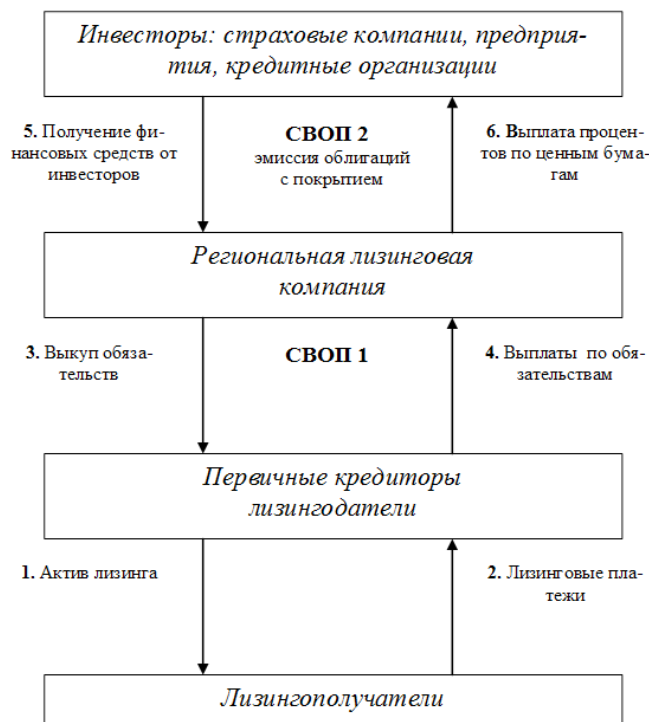 Инвесторы: страховые компании, предприя-
тия, кредитные организации
5. Получение фи-
нансовых средств от
инвесторов
СВОП 2
эмиссия облигаций
с покрытием
6. Выплата процен-
тов по ценным бума-
гам
Региональная лизинговая
компания
3. Выкуп обяза-
тельств
СВОП 1
4. Выплаты по обя-
зательствам
Первичные кредиторы
лизингодатели
1. Актив лизинга
2. Лизинговые пла-
тежи
Лизингополучатели